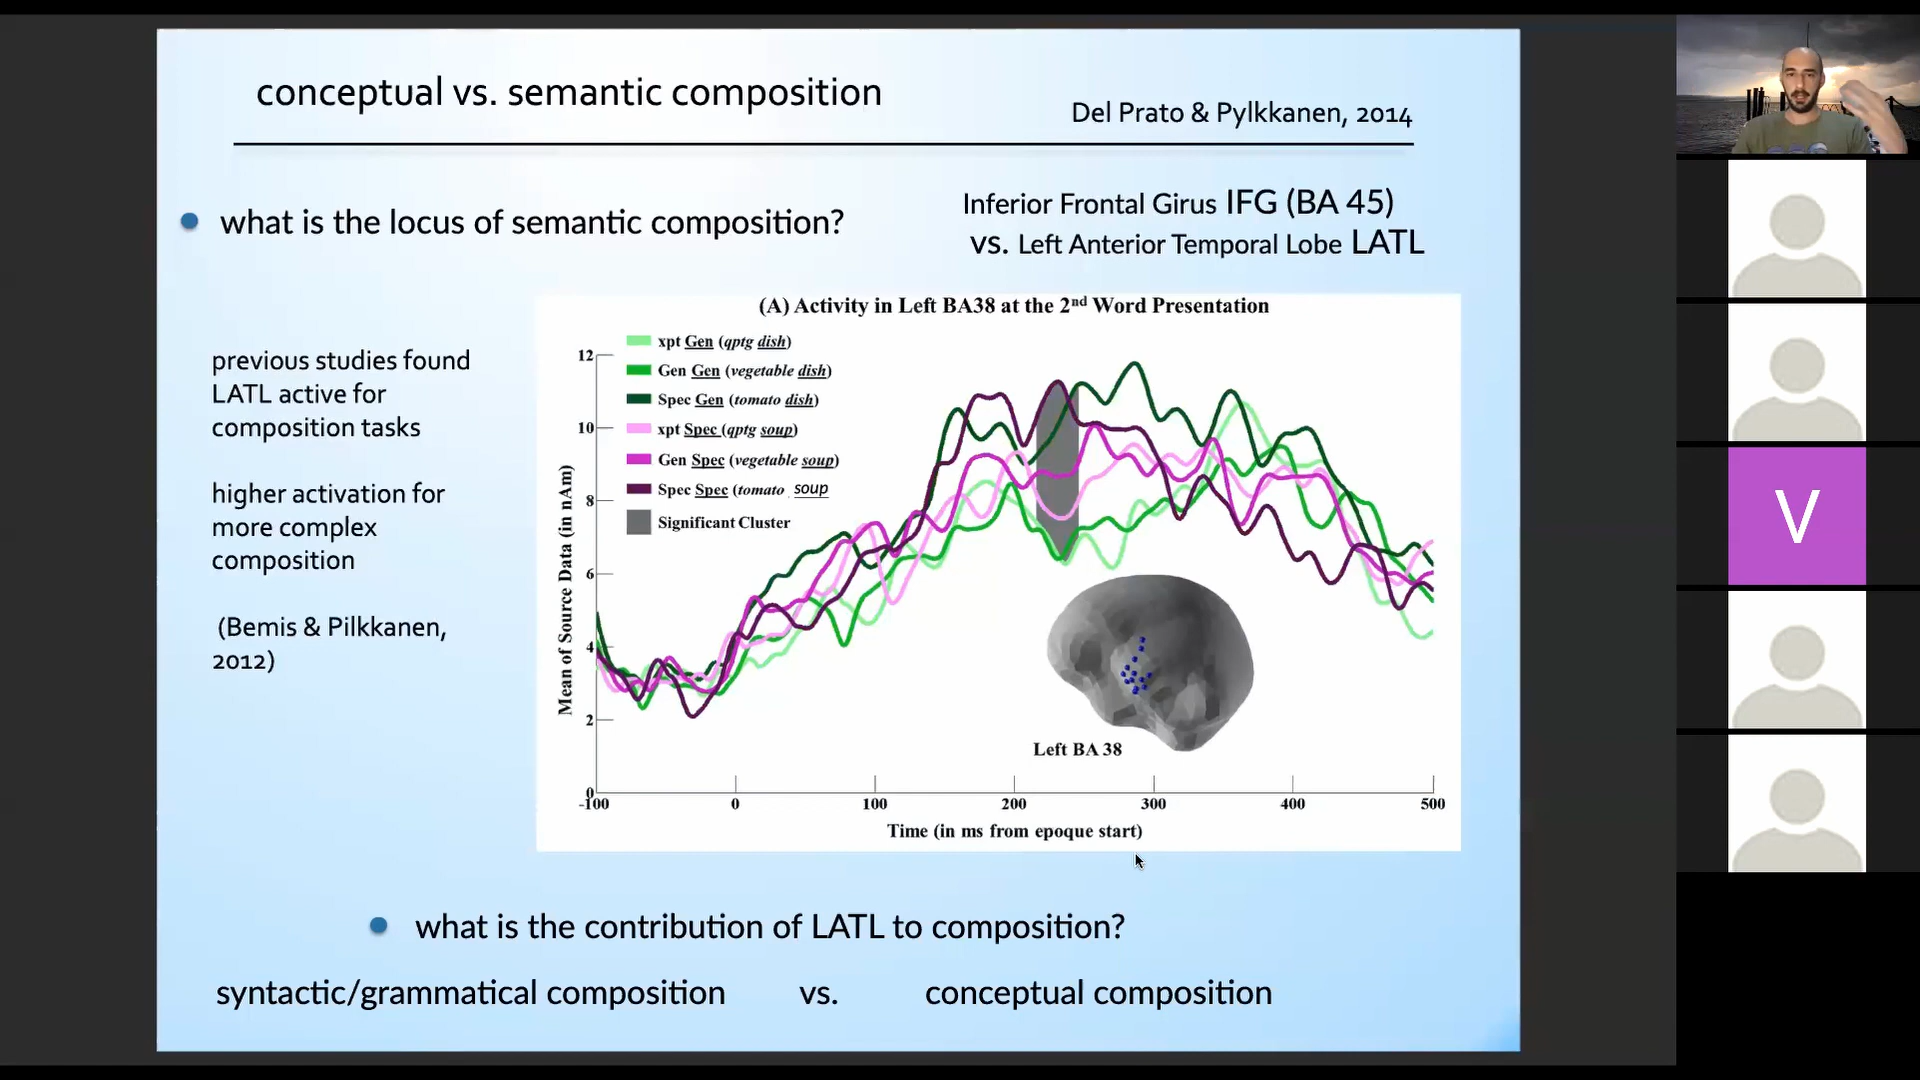 conceptual vs. semantic composition
Del Prato & Pylkkanen, 2014
what is the locus of semantic composition?
Inferior Frontal Girus IFG (BA 45)
vs. Left Anterior Temporal Lobe LATL
previous studies found
LATL active for
composition tasks
higher activation for
more complex
composition
(Bemis & Pilkkanen,
2012)
(A) Activity in Left BA38 at the 2nd Word Presentation
xpt Gen (qptg dish)
Gen Gen (vegetable dish)
Spec Gen (tomato dish)
xpt Spec (qptg soup)
Gen Spec (vegetable soup)
Spec Spec (tomato soup
Significant Cluster
Mean of Source Data (in nAm)
12
10
8
6
4
2
0
-100 0 100 200 300 400 500
Time (in ms from epoque start)
Left BA 38
what is the contribution of LATL to composition?
syntactic/grammatical composition vs. conceptual composition
V